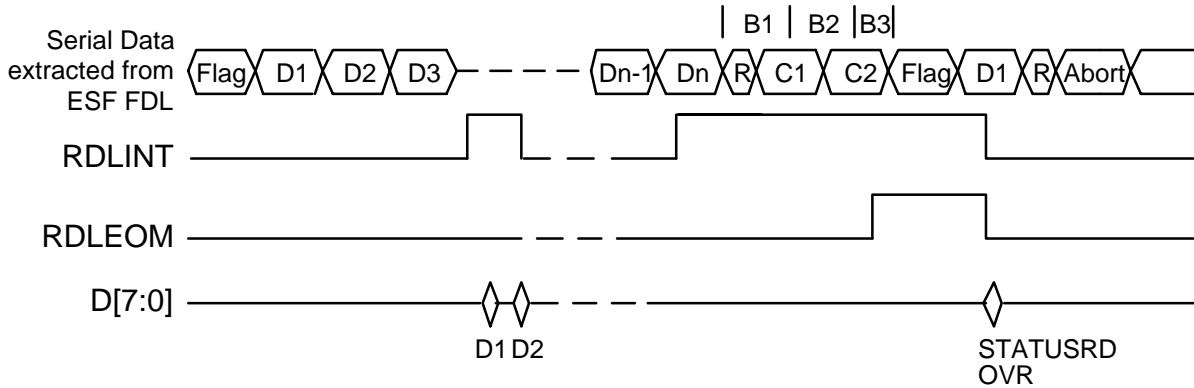 B1 B2 B3
Serial Data
extracted from
ESF FDL
Flag D1 D2 D3 Dn-1 Dn R C1 C2 Flag D1 R Abort
RDLINT
RDLEOM
D[7:0]
D1 D2
STATUSRD
OVR